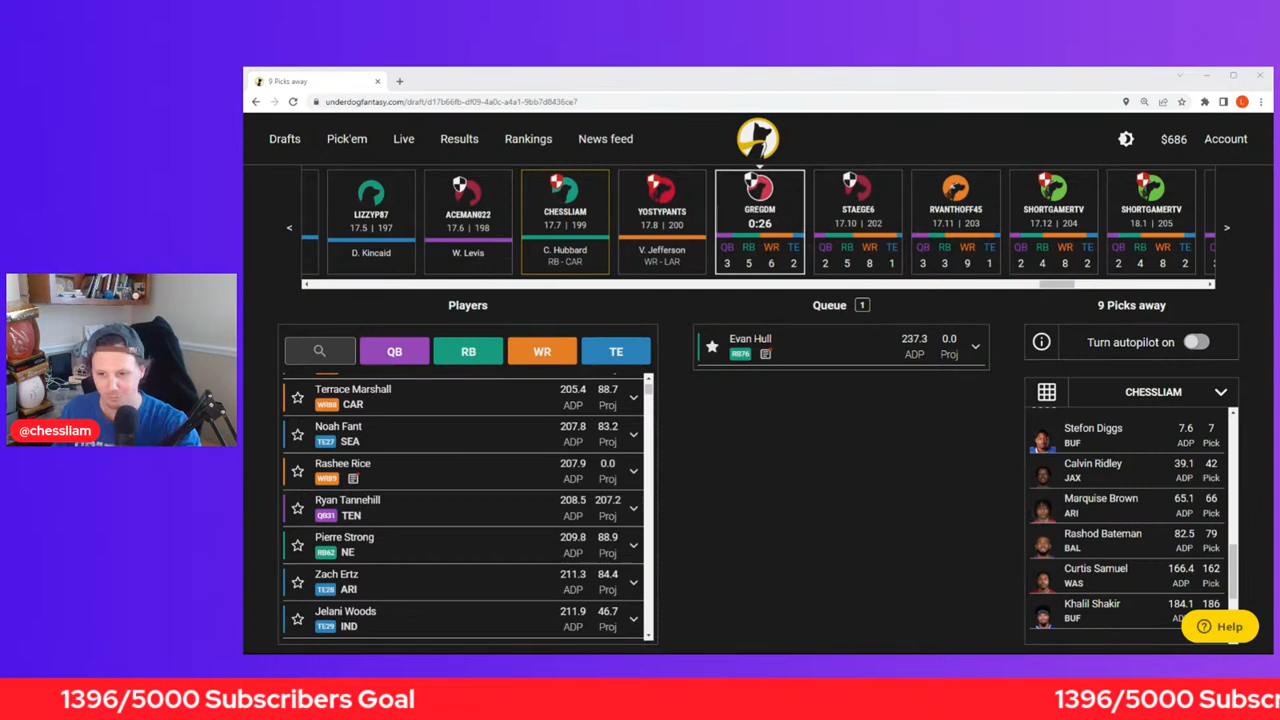 9 Picks away
underdogfantasy.com/draft/d17b66fb-df09-4a0c-a4a1-9bb7d8436ce7
L
Drafts Pick'em Live Results Rankings News feed $686 Account
LIZZYP87
17.5 | 197
D. Kincaid
ACEMAN022
17.6 | 198
W. Levis
CHESSLIAM
17.7 | 199
C. Hubbard
RB - CAR
YOSTYPANTS
17.8 | 200
V. Jefferson
WR - LAR
GREGDM
0:26
QB RB WR TE
3 5 6 2
STAEGE6
17.10 | 202
QB RB WR TE
2 5 8 1
RVANTHOFF45
17.11 | 203
QB RB WR TE
3 3 9 1
SHORTGAMERTV
17.12 | 204
QB RB WR TE
2 4 8 2
SHORTGAMERTV
18.1 | 205
QB RB WR TE
2 4 8 2
Players
QB RB WR TE
Terrace Marshall 205.4 88.7
WR88 CAR ADP Proj
Noah Fant 207.8 83.2
TE27 SEA ADP Proj
Rashee Rice 207.9 0.0
WR89 ADP Proj
Ryan Tannehill 208.5 207.2
QB31 TEN ADP Proj
Pierre Strong 209.8 88.9
RB62 NE ADP Proj
Zach Ertz 211.3 84.4
TE28 ARI ADP Proj
Jelani Woods 211.9 46.7
TE29 IND ADP Proj
Queue 1
Evan Hull 237.3 0.0
RB76 ADP Proj
9 Picks away
Turn autopilot on
CHESSLIAM
Stefon Diggs 7.6 7
BUF ADP Pick
Calvin Ridley 39.1 42
JAX ADP Pick
Marquise Brown 65.1 66
ARI ADP Pick
Rashod Bateman 82.5 79
BAL ADP Pick
Curtis Samuel 166.4 162
WAS ADP Pick
Khalil Shakir 184.1 186
BUF
Help
@chessliam
1396/5000 Subscribers Goal
1396/5000 Subscr